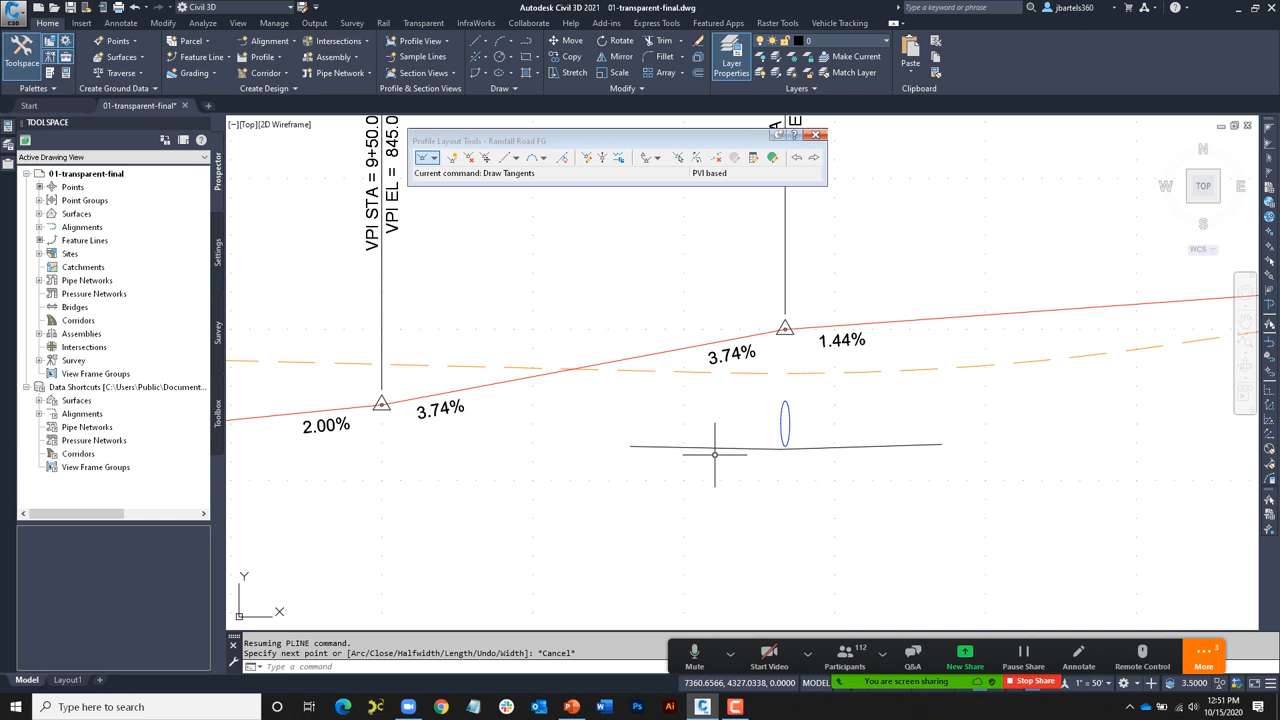 Civil 3D
Autodesk Civil 3D 2021 01-transparent-final.dwg
Type a keyword or phrase
jbartels360
Home
Insert
Annotate
Modify
Analyze
View
Manage
Output
Survey
Rail
Transparent
InfraWorks
Collaborate
Help
Add-ins
Express Tools
Featured Apps
Raster Tools
Vehicle Tracking
Toolspace
Palettes
Points
Surfaces
Traverse
Create Ground Data
Parcel
Feature Line
Grading
Alignment
Profile
Corridor
Intersections
Assembly
Pipe Network
Create Design
Profile View
Sample Lines
Section Views
Profile & Section Views
Draw
Move
Rotate
Trim
Copy
Mirror
Fillet
Stretch
Scale
Array
Modify
Layer
Properties
0
Make Current
Match Layer
Layers
Paste
Clipboard
Start
01-transparent-final*
TOOLSPACE
Active Drawing View
01-transparent-final
Points
Point Groups
Surfaces
Alignments
Feature Lines
Sites
Catchments
Pipe Networks
Pressure Networks
Bridges
Corridors
Assemblies
Intersections
Survey
View Frame Groups
Data Shortcuts [C:\Users\Public\Document...
Surfaces
Alignments
Pipe Networks
Pressure Networks
Corridors
View Frame Groups
Prospector
Settings
Survey
Toolbox
[−][Top][2D Wireframe]
VPI STA = 9+50.0
VPI EL = 845.0
Profile Layout Tools - Randall Road FG
Current command: Draw Tangents
PVI based
2.00%
3.74%
3.74%
1.44%
N
W
TOP
E
S
WCS
Y
X
Resuming PLINE command.
Specify next point or [Arc/Close/Halfwidth/Length/Undo/Width]: *Cancel*
Type a command
Mute
Start Video
112
Participants
Q&A
New Share
Pause Share
Annotate
Remote Control
3
More
Model
Layout1
7360.6566, 4327.0338, 0.0000
MODEL
You are screen sharing
Stop Share
1" = 50'
3.5000
Type here to search
12:51 PM
10/15/2020